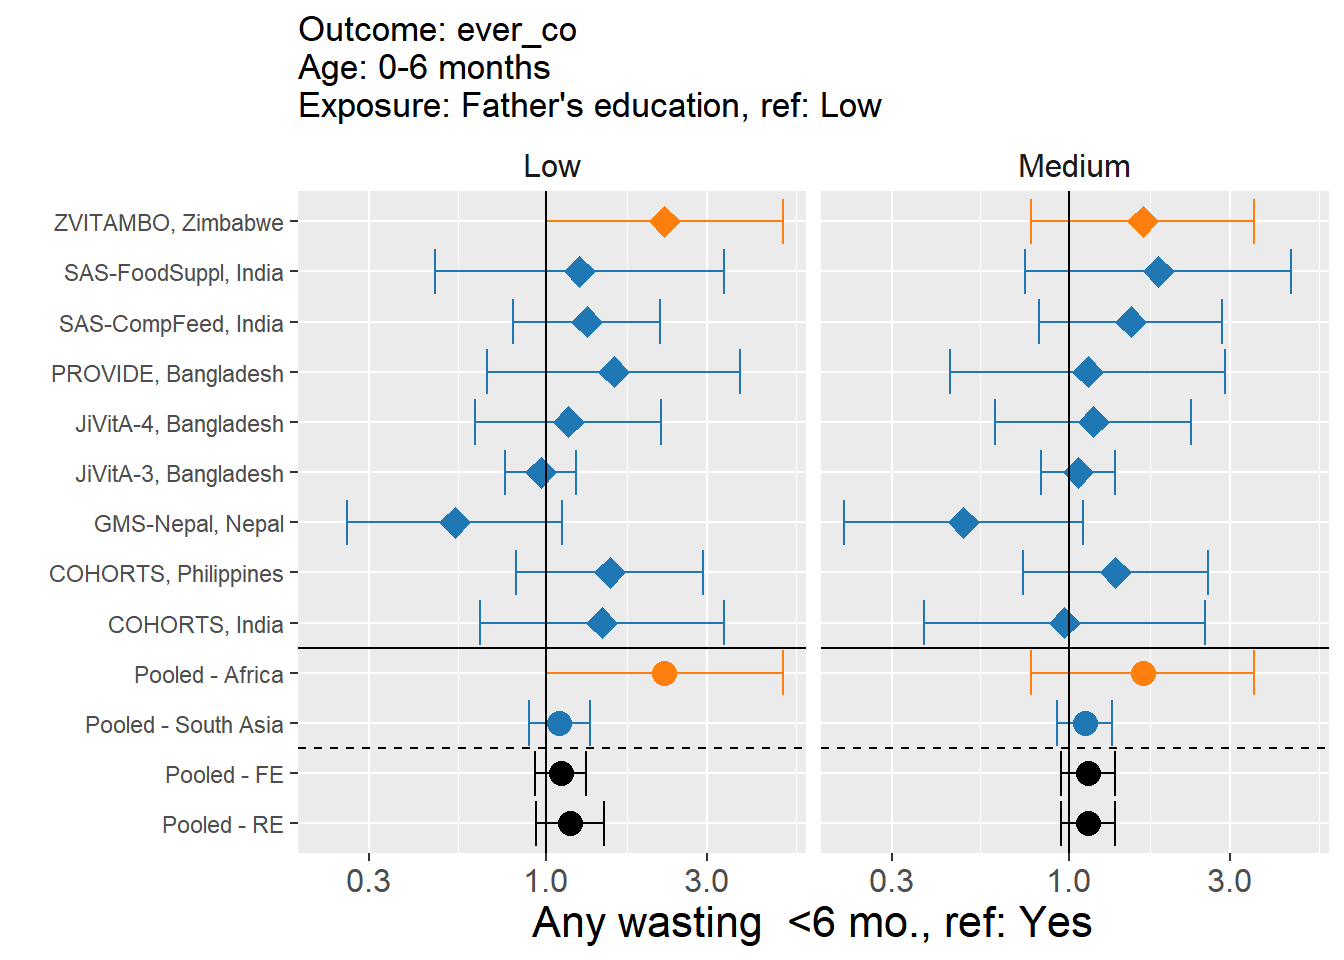 Outcome: ever_co
Age: 0-6 months
Exposure: Father's education, ref: Low
Low
Medium
ZVITAMBO, Zimbabwe
SAS-FoodSuppl, India
SAS-CompFeed, India
PROVIDE, Bangladesh
JiVitA-4, Bangladesh
JiVitA-3, Bangladesh
GMS-Nepal, Nepal
COHORTS, Philippines
COHORTS, India
Pooled - Africa
Pooled - South Asia
Pooled - FE
Pooled - RE
0.3 1.0 3.0
0.3 1.0 3.0
Any wasting  <6 mo., ref: Yes